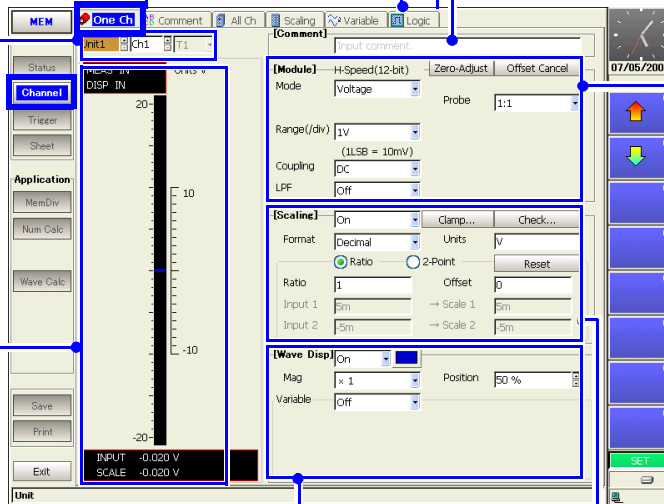 MEM
One Ch
Comment
All Ch
Scaling
Variable
Logic
Unit1 Ch1 T1
[Comment]
Input comment.
07/05/200
Status
Channel
Trigger
Sheet
Application
MemDiv
Num Calc
Wave Calc
Save
Print
Exit
MEAS IN Units V
DISP IN
20
10
-10
-20
INPUT -0.020 V
SCALE -0.020 V
[Module] H-Speed(12-bit) Zero-Adjust Offset Cancel
Mode Voltage
Probe 1:1
Range(/div) 1V
(1LSB = 10mV)
Coupling DC
LPF Off
[Scaling] On Clamp... Check...
Format Decimal Units V
Ratio 2-Point Reset
Ratio 1 Offset 0
Input 1 5m → Scale 1 5m
Input 2 -5m → Scale 2 -5m
[Wave Disp] On
Mag × 1 Position 50 %
Variable Off
SET
Unit